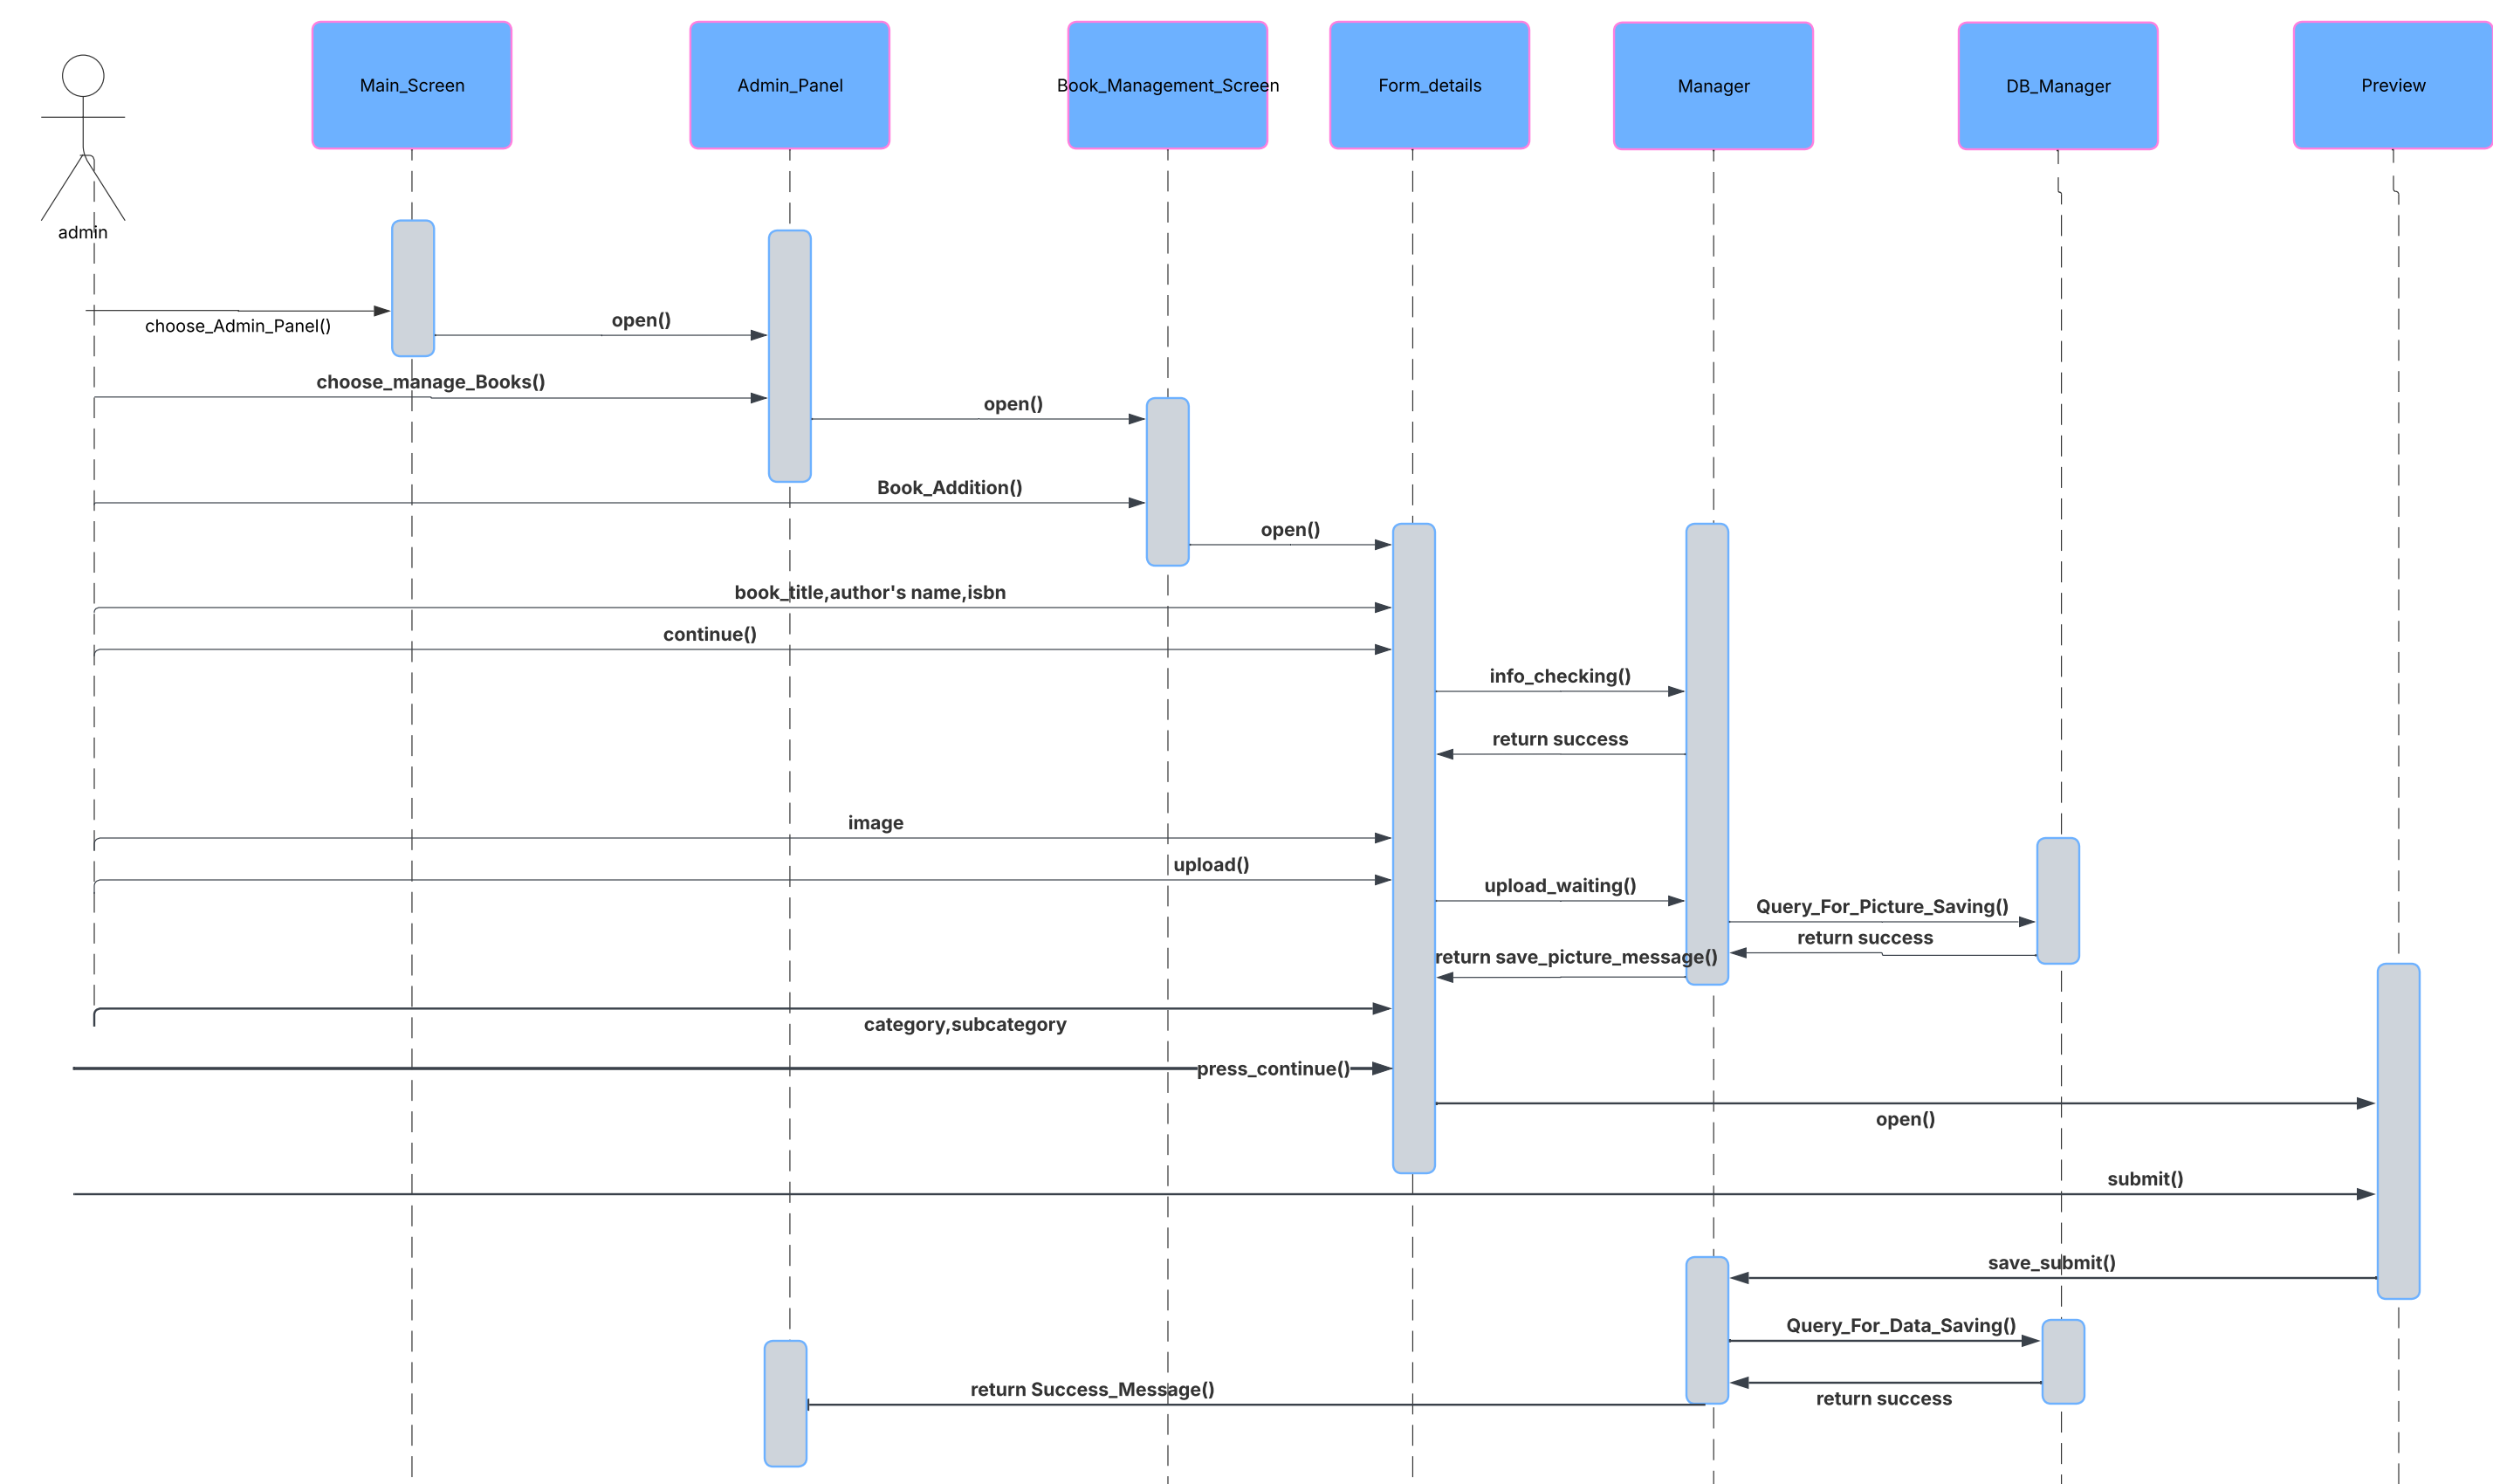 Main_Screen
Admin_Panel
Book_Management_Screen
Form_details
Manager
DB_Manager
Preview
admin
choose_Admin_Panel()
open()
choose_manage_Books()
open()
Book_Addition()
open()
book_title,author's name,isbn
continue()
info_checking()
return success
image
upload()
upload_waiting()
Query_For_Picture_Saving()
return success
return save_picture_message()
category,subcategory
press_continue()
open()
submit()
save_submit()
Query_For_Data_Saving()
return Success_Message()
return success